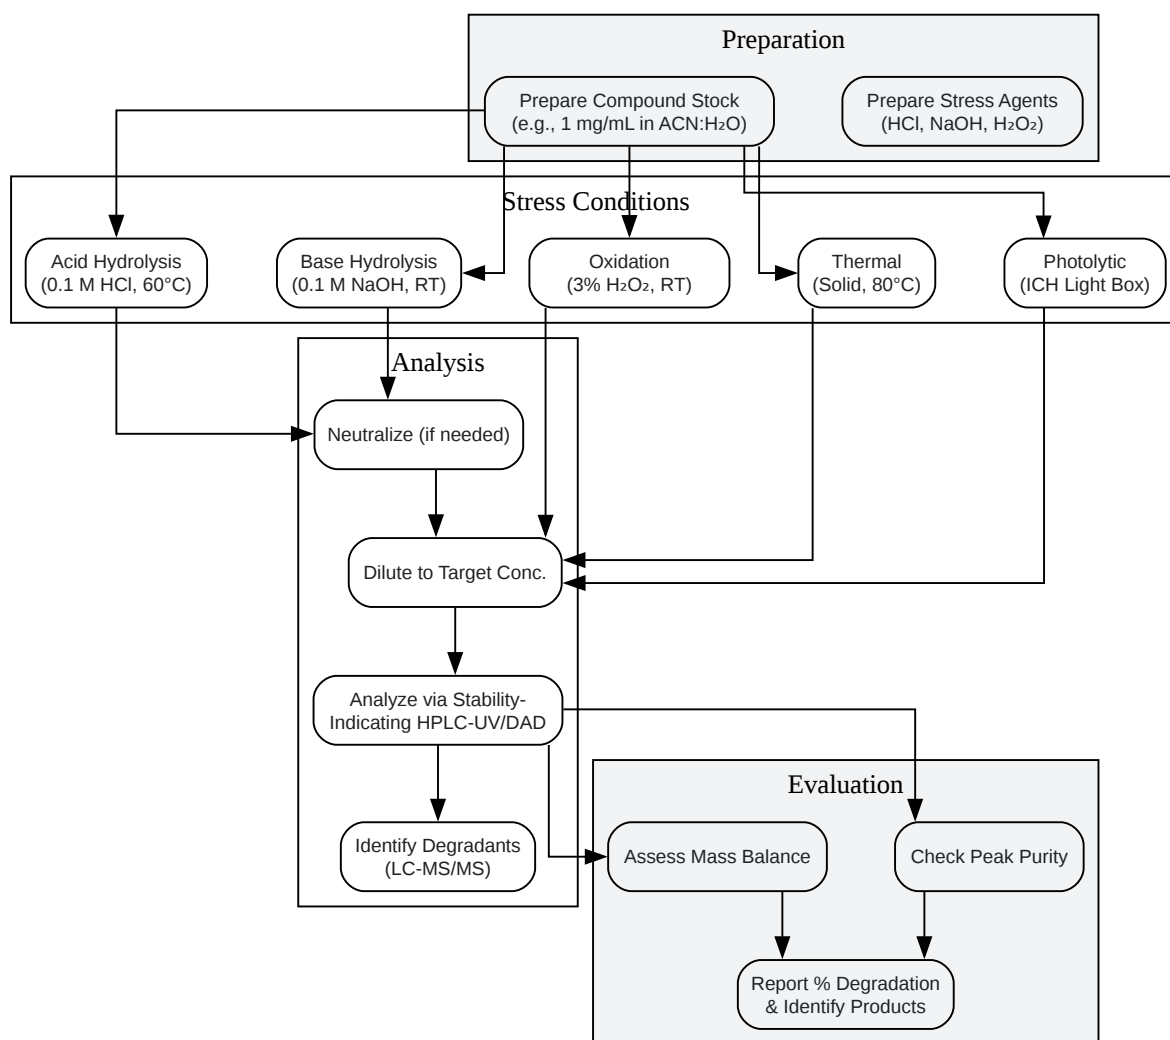 Preparation
Prepare Compound Stock
(e.g., 1 mg/mL in ACN:H₂O)
Prepare Stress Agents
(HCl, NaOH, H₂O₂)
Stress Conditions
Acid Hydrolysis
(0.1 M HCl, 60°C)
Base Hydrolysis
(0.1 M NaOH, RT)
Oxidation
(3% H₂O₂, RT)
Thermal
(Solid, 80°C)
Photolytic
(ICH Light Box)
Analysis
Neutralize (if needed)
Dilute to Target Conc.
Analyze via Stability-
Indicating HPLC-UV/DAD
Identify Degradants
(LC-MS/MS)
Evaluation
Assess Mass Balance
Check Peak Purity
Report % Degradation
& Identify Products